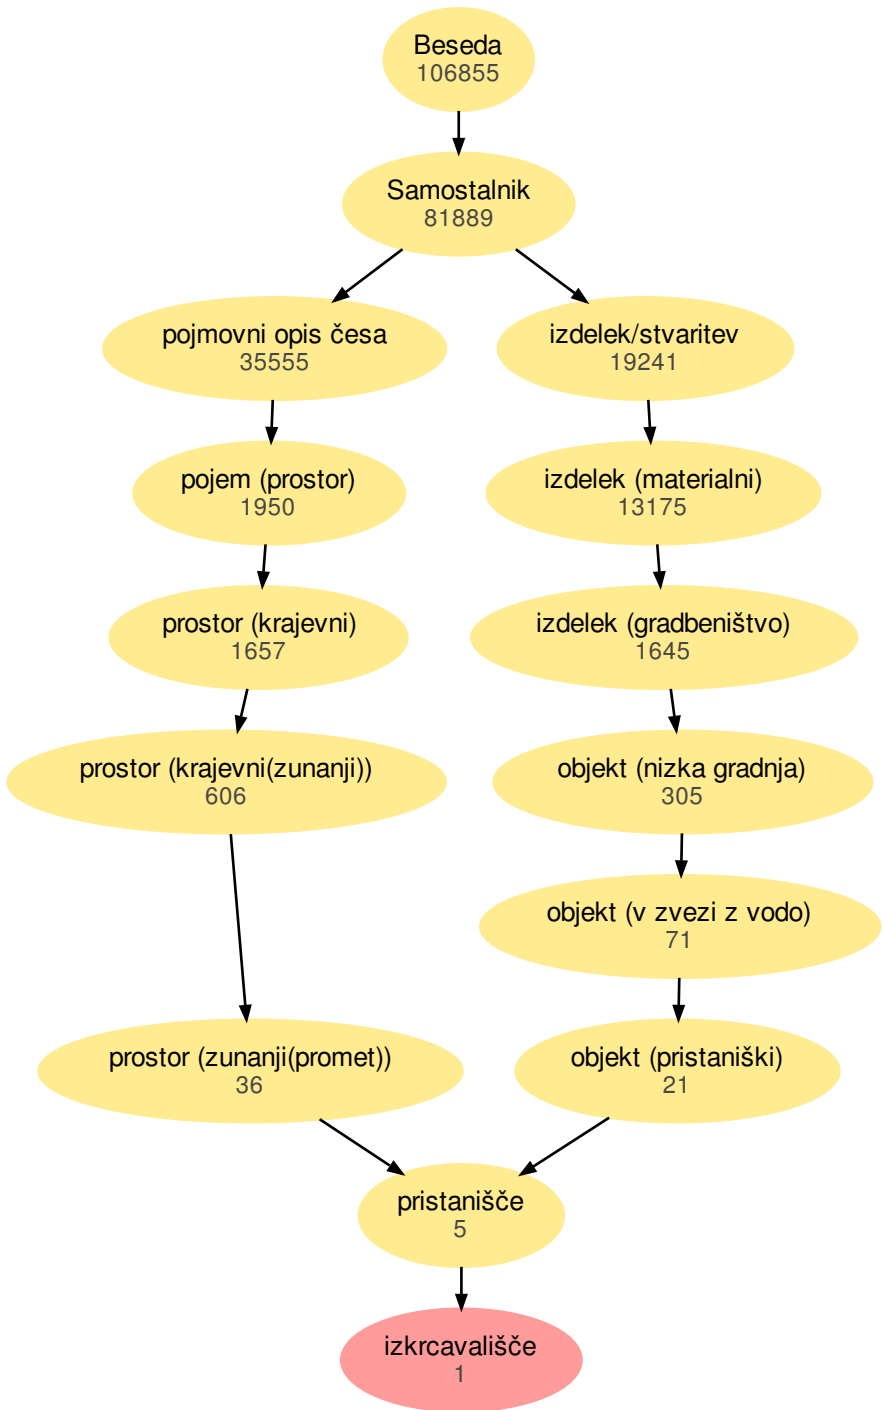 Beseda
106855
Samostalnik
81889
pojmovni opis česa
35555
izdelek/stvaritev
19241
pojem (prostor)
1950
izdelek (materialni)
13175
prostor (krajevni)
1657
izdelek (gradbeništvo)
1645
prostor (krajevni(zunanji))
606
objekt (nizka gradnja)
305
objekt (v zvezi z vodo)
71
prostor (zunanji(promet))
36
objekt (pristaniški)
21
pristanišče
5
izkrcavališče
1